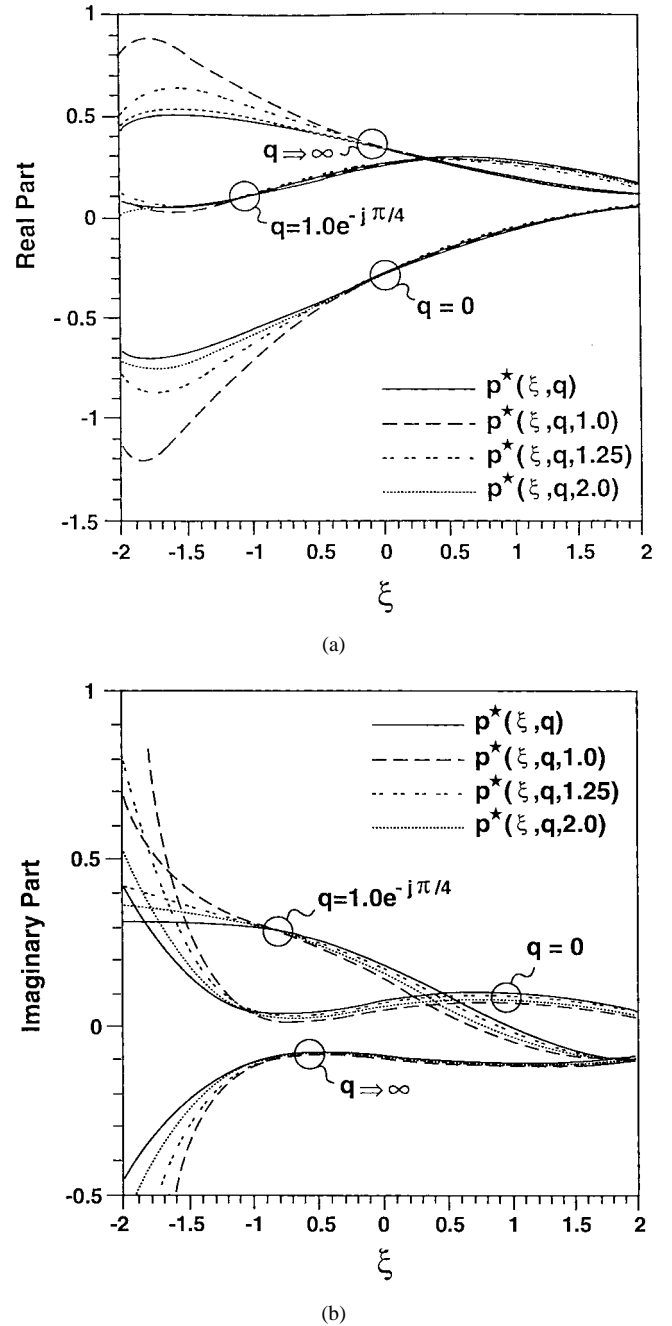 1
0.5
0
- 0.5
-1
-1.5
Real Part
q ⇒ ∞
q=1.0e^-jπ/4
q = 0
p★(ξ,q)
p★(ξ,q,1.0)
p★(ξ,q,1.25)
p★(ξ,q,2.0)
-2 -1.5 -1 0.5 0 0.5 1 1.5 2
ξ
(a)
1
0.5
0
-0.5
Imaginary Part
p★(ξ,q)
p★(ξ,q,1.0)
p★(ξ,q,1.25)
p★(ξ,q,2.0)
q=1.0e^-jπ/4
q = 0
q ⇒ ∞
-2 -1.5 -1 0.5 0 0.5 1 1.5 2
ξ
(b)